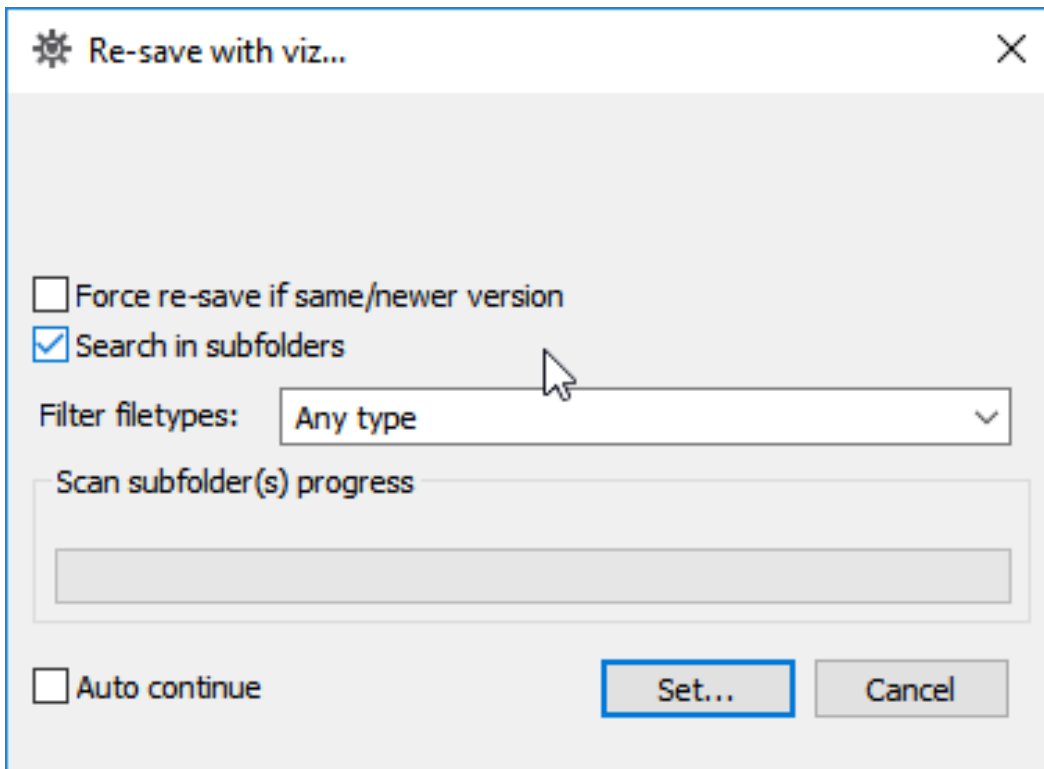 Re-save with viz...
Force re-save if same/newer version
Search in subfolders
Filter filetypes: Any type
Scan subfolder(s) progress
Auto continue Set... Cancel